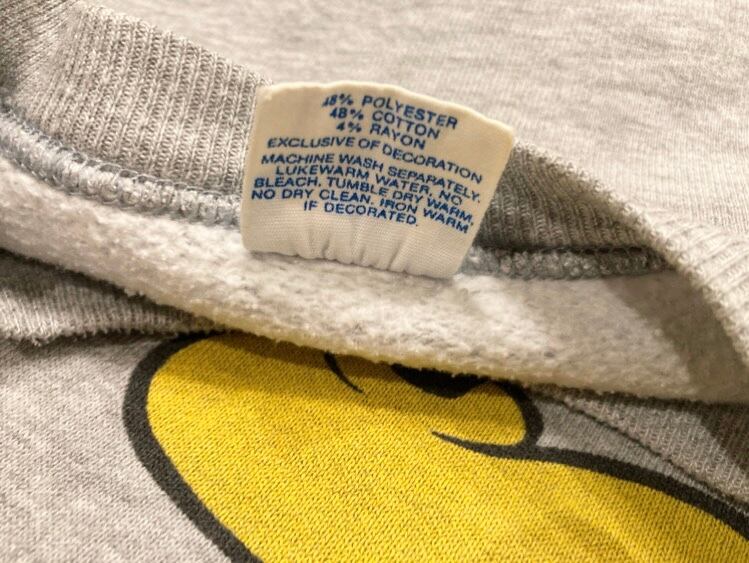 48% POLYESTER
48% COTTON
4% RAYON
EXCLUSIVE OF DECORATION
MACHINE WASH SEPARATELY.
LUKEWARM WATER, NO
BLEACH. TUMBLE DRY WARM.
NO DRY CLEAN. IRON WARM
IF DECORATED.